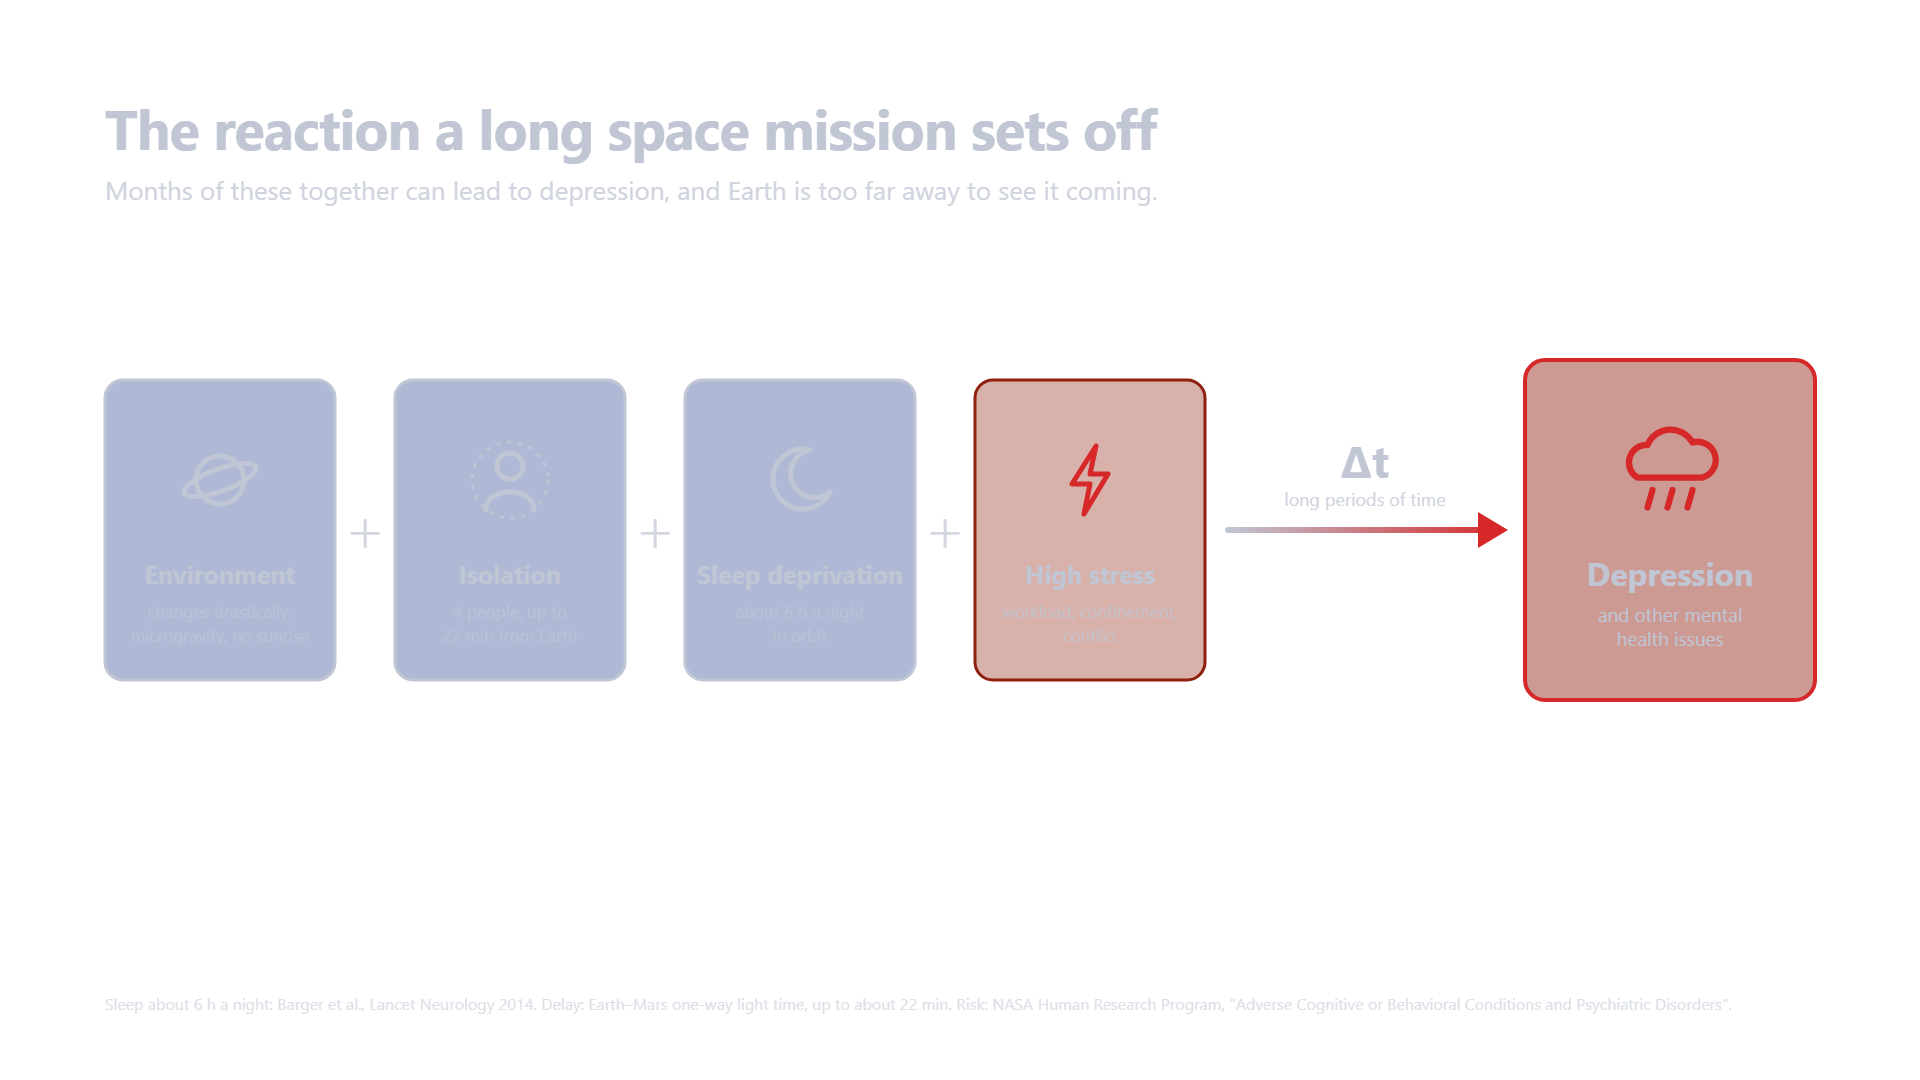 The reaction a long space mission sets off
Months of these together can lead to depression, and Earth is too far away to see it coming.
Environment
changes drastically:
microgravity, no sunrise
+
Isolation
4 people, up to
22 min from Earth
+
Sleep deprivation
about 6 h a night
in orbit
+
High stress
workload, confinement,
conflict
Δt
long periods of time
Depression
and other mental
health issues
Sleep about 6 h a night: Barger et al., Lancet Neurology 2014. Delay: Earth–Mars one-way light time, up to about 22 min. Risk: NASA Human Research Program, "Adverse Cognitive or Behavioral Conditions and Psychiatric Disorders".